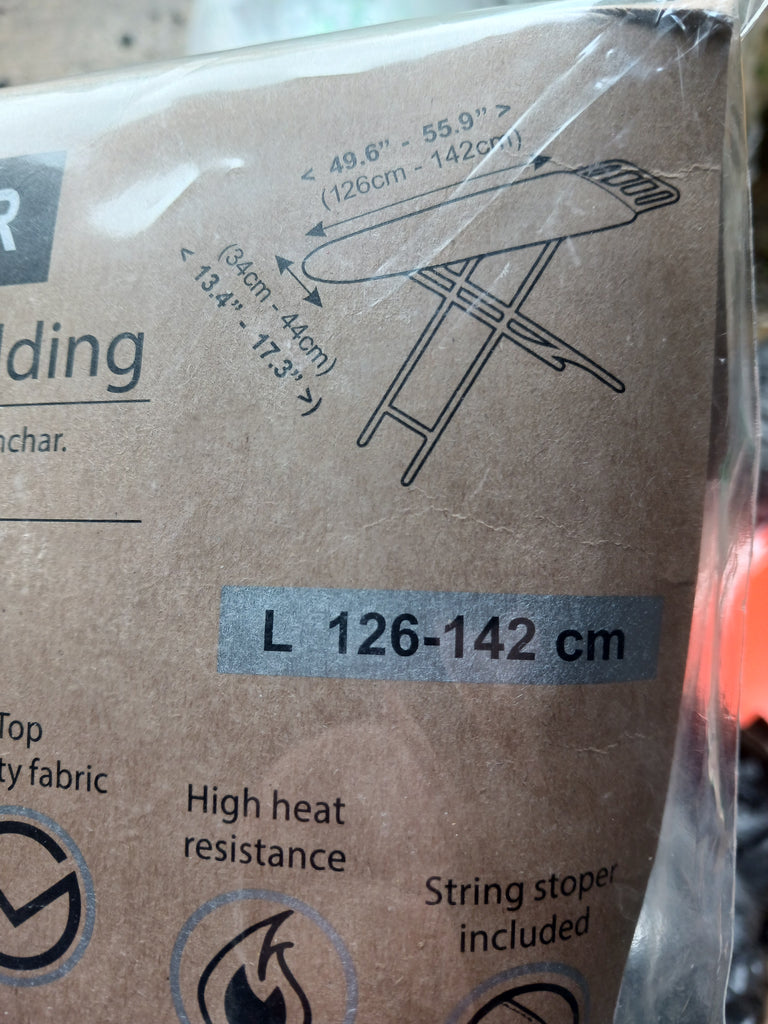 < 49.6” - 55.9” >
(126cm - 142cm)
(34cm - 44cm)
< 13.4” - 17.3” >)
R
lding
nchar.
L 126-142 cm
Top
ty fabric
High heat
resistance
String stoper
included